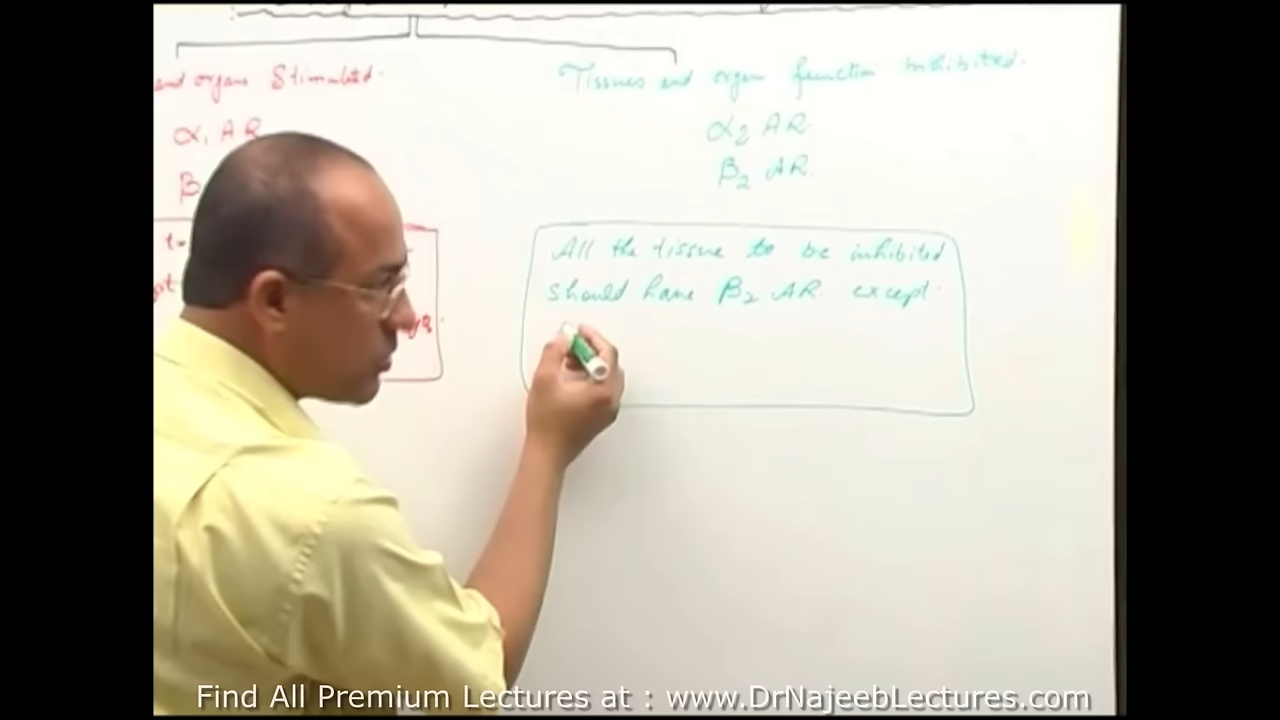 and organs Stimulated.
Tissues and organ function inhibited.
α₁ AR
α₂ AR.
β
β₂ AR.
All the tissue to be inhibited
should have β₂ AR. except.
Find All Premium Lectures at : www.DrNajeebLectures.com